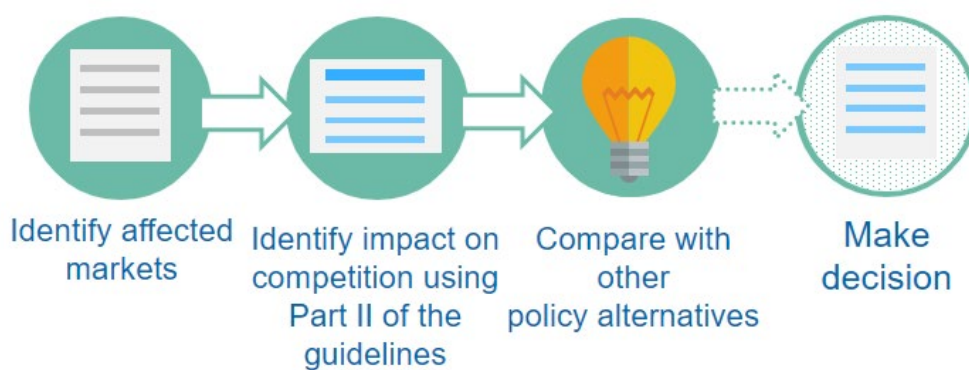 Identify affected
markets
Identify impact on
competition using
Part II of the
guidelines
Compare with
other
policy alternatives
Make
decision